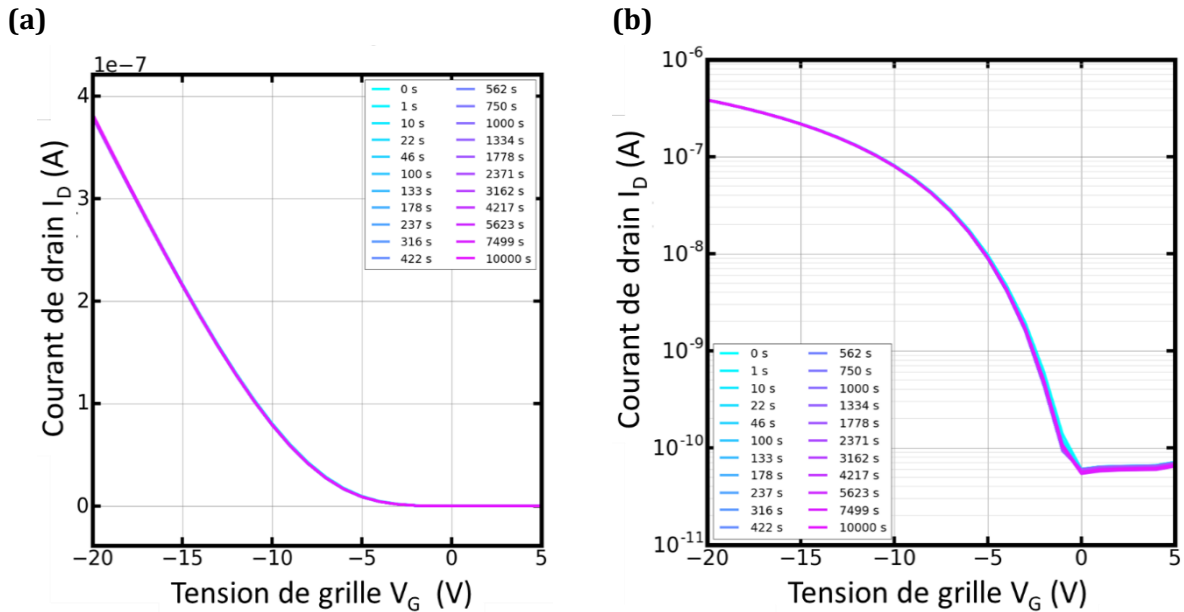 (a)
1e−7
4
3
2
1
0
Courant de drain I_D (A)
−20 −15 −10 −5 0 5
Tension de grille V_G (V)
0 s 562 s
1 s 750 s
10 s 1000 s
22 s 1334 s
46 s 1778 s
100 s 2371 s
133 s 3162 s
178 s 4217 s
237 s 5623 s
316 s 7499 s
422 s 10000 s
(b)
10^−6
10^−7
10^−8
10^−9
10^−10
10^−11
Courant de drain I_D (A)
0 s 562 s
1 s 750 s
10 s 1000 s
22 s 1334 s
46 s 1778 s
100 s 2371 s
133 s 3162 s
178 s 4217 s
237 s 5623 s
316 s 7499 s
422 s 10000 s
−20 −15 −10 −5 0 5
Tension de grille V_G (V)